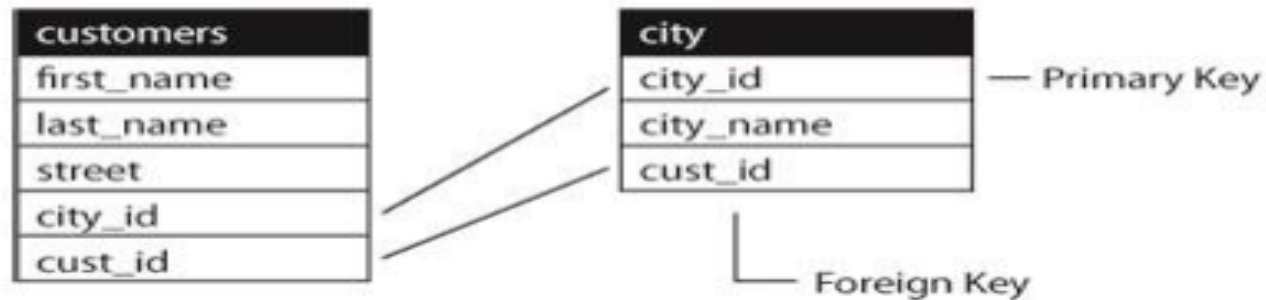 customers
first_name
last_name
street
city_id
cust_id
city
city_id
city_name
cust_id
Primary Key
Foreign Key